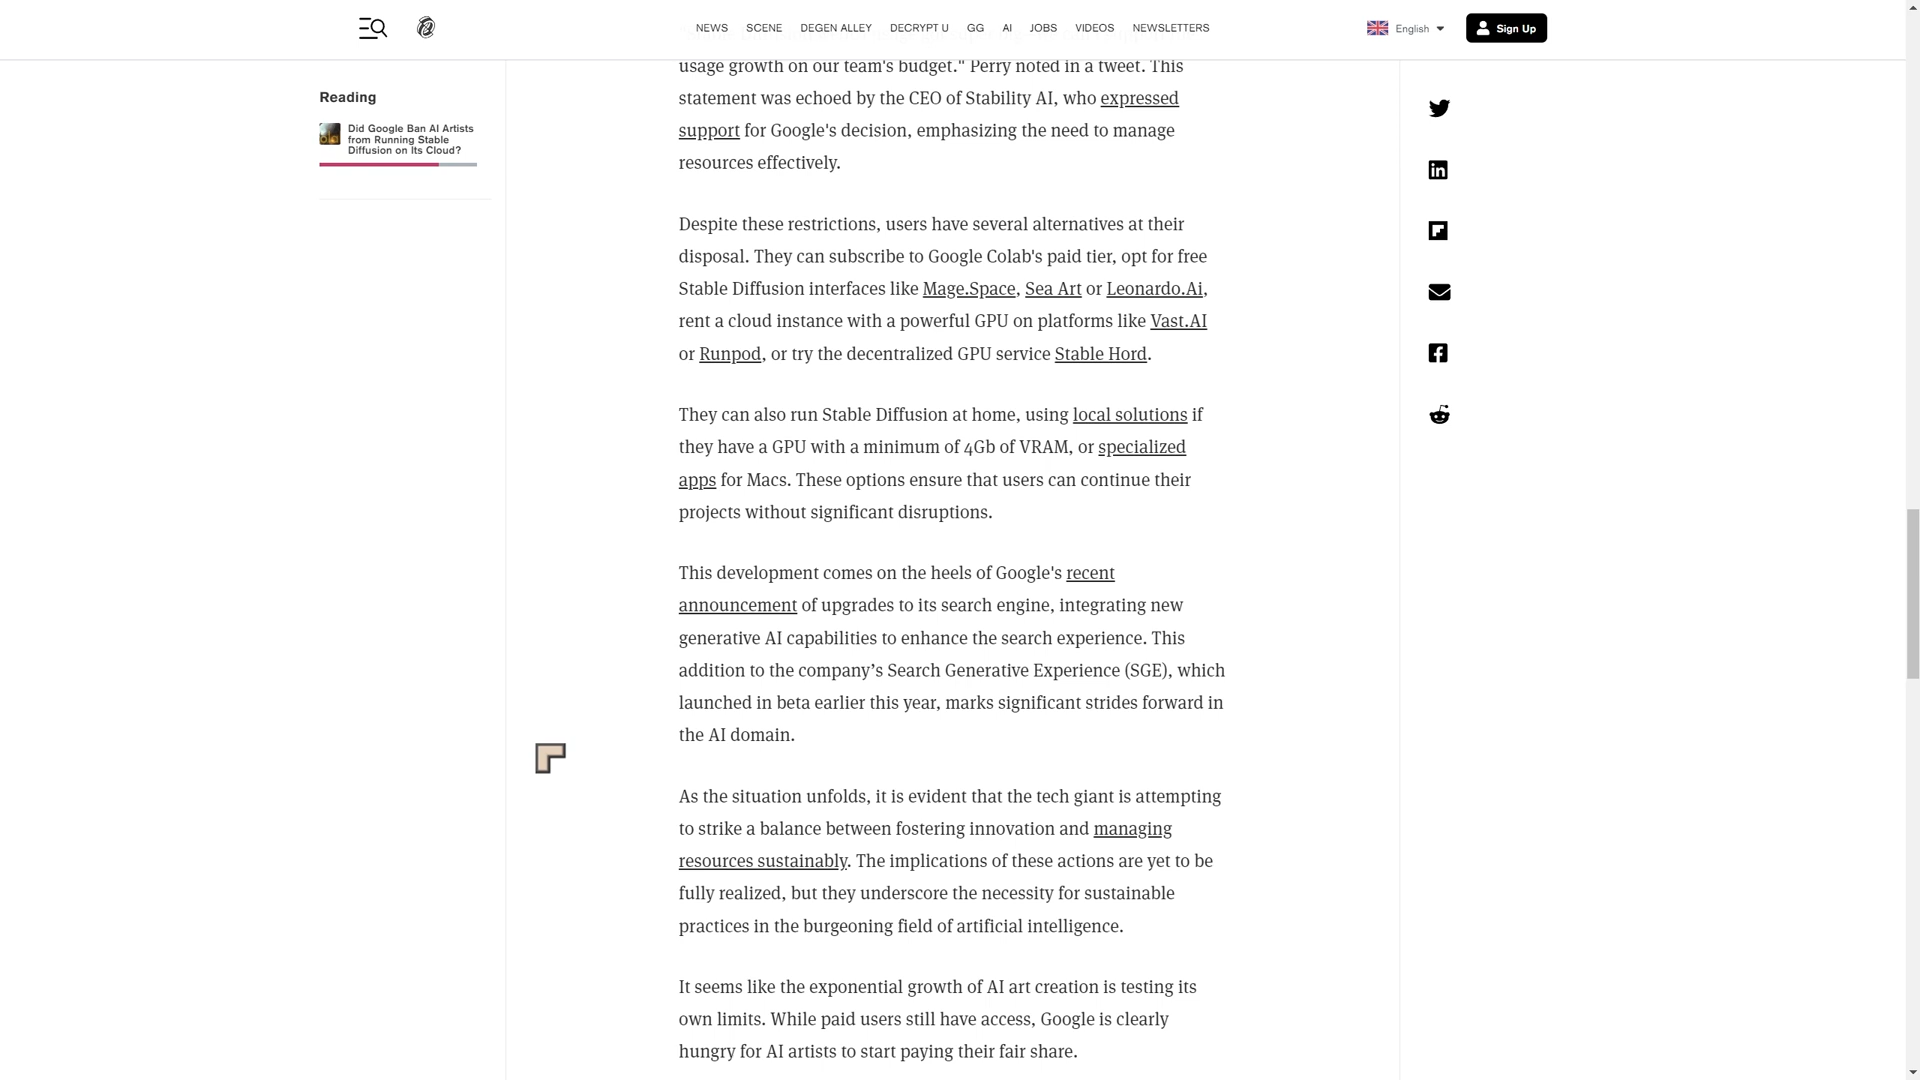 NEWS SCENE DEGEN ALLEY DECRYPT U GG AI JOBS VIDEOS NEWSLETTERS
English
Sign Up
Reading
Did Google Ban AI Artists
from Running Stable
Diffusion on Its Cloud?
usage growth on our team's budget." Perry noted in a tweet. This
statement was echoed by the CEO of Stability AI, who expressed
support for Google's decision, emphasizing the need to manage
resources effectively.
Despite these restrictions, users have several alternatives at their
disposal. They can subscribe to Google Colab's paid tier, opt for free
Stable Diffusion interfaces like Mage.Space, Sea Art or Leonardo.Ai,
rent a cloud instance with a powerful GPU on platforms like Vast.AI
or Runpod, or try the decentralized GPU service Stable Hord.
They can also run Stable Diffusion at home, using local solutions if
they have a GPU with a minimum of 4Gb of VRAM, or specialized
apps for Macs. These options ensure that users can continue their
projects without significant disruptions.
This development comes on the heels of Google's recent
announcement of upgrades to its search engine, integrating new
generative AI capabilities to enhance the search experience. This
addition to the company’s Search Generative Experience (SGE), which
launched in beta earlier this year, marks significant strides forward in
the AI domain.
As the situation unfolds, it is evident that the tech giant is attempting
to strike a balance between fostering innovation and managing
resources sustainably. The implications of these actions are yet to be
fully realized, but they underscore the necessity for sustainable
practices in the burgeoning field of artificial intelligence.
It seems like the exponential growth of AI art creation is testing its
own limits. While paid users still have access, Google is clearly
hungry for AI artists to start paying their fair share.